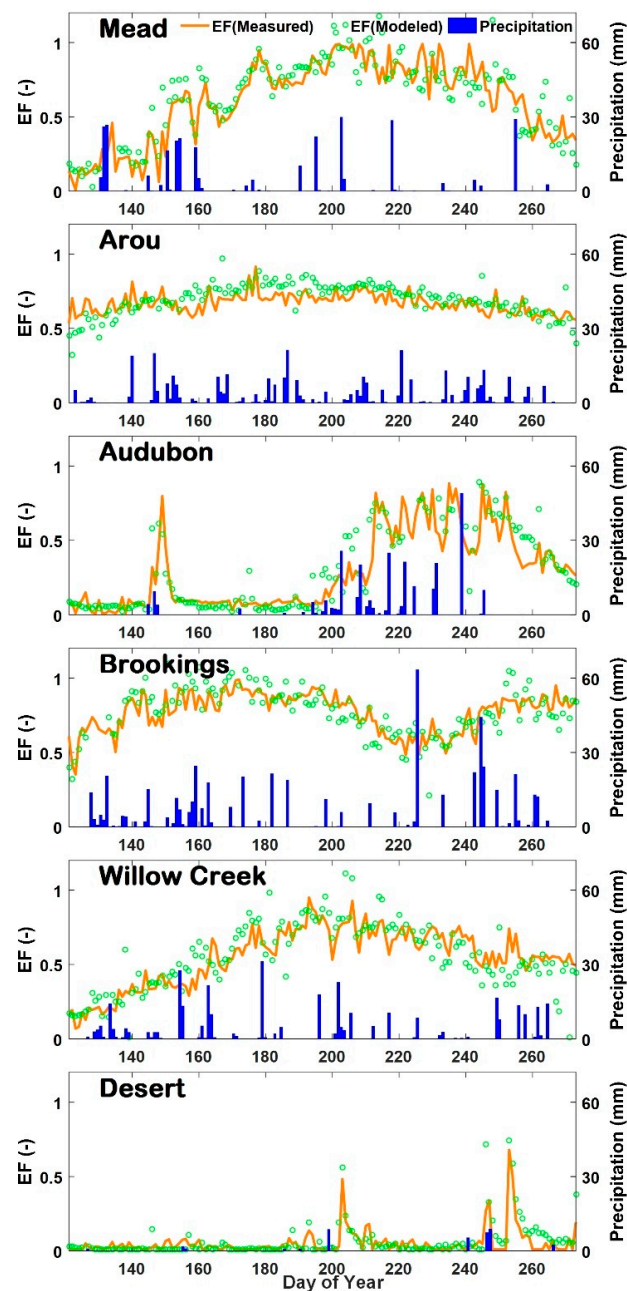 Mead
EF(Measured) EF(Modeled) Precipitation
EF (-)
1
0.5
0
60
30
0
Precipitation (mm)
140 160 180 200 220 240 260
Arou
EF (-)
1
0.5
0
60
30
0
Precipitation (mm)
140 160 180 200 220 240 260
Audubon
EF (-)
1
0.5
0
60
30
0
Precipitation (mm)
140 160 180 200 220 240 260
Brookings
EF (-)
1
0.5
0
60
30
0
Precipitation (mm)
140 160 180 200 220 240 260
Willow Creek
EF (-)
1
0.5
0
60
30
0
Precipitation (mm)
140 160 180 200 220 240 260
Desert
EF (-)
1
0.5
0
60
30
0
Precipitation (mm)
140 160 180 200 220 240 260
Day of Year